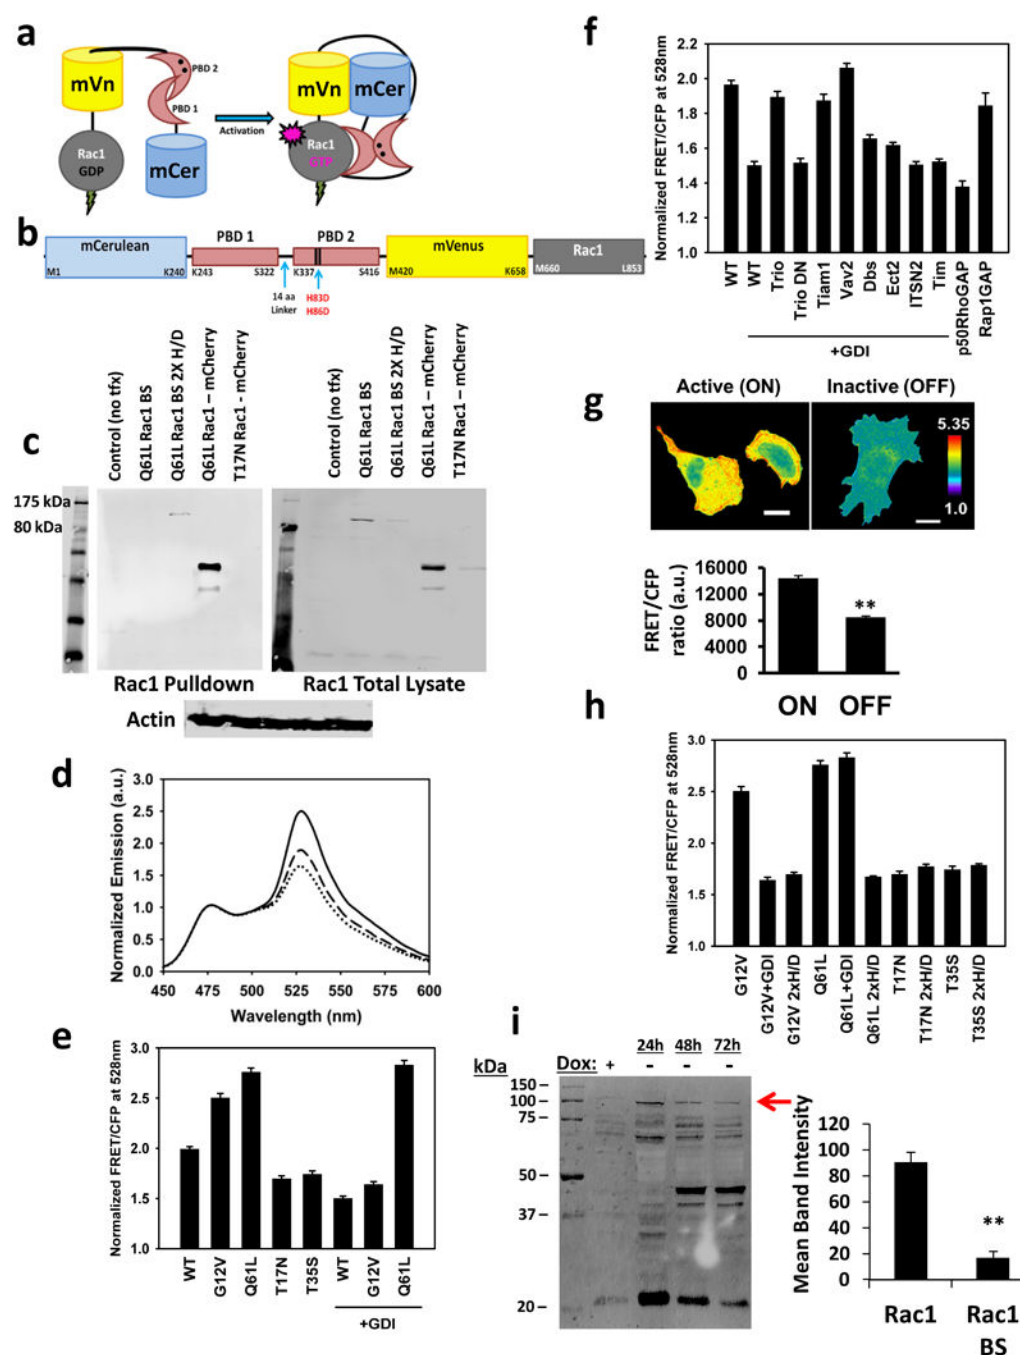 a
mVn
PBD 2
PBD 1
Rac1
GDP
mCer
Activation
mVn
mCer
Rac1
GTP
b
mCerulean
PBD 1
PBD 2
mVenus
Rac1
M1
K240
K243
S322
K337
S416
M420
K658
M660
L853
14 aa
Linker
H83D
H86D
c
Control (no tfx)
Q61L Rac1 BS
Q61L Rac1 BS 2X H/D
Q61L Rac1 – mCherry
T17N Rac1 - mCherry
Control (no tfx)
Q61L Rac1 BS
Q61L Rac1 BS 2X H/D
Q61L Rac1 – mCherry
T17N Rac1 – mCherry
175 kDa
80 kDa
Rac1 Pulldown
Rac1 Total Lysate
Actin
d
Normalized Emission (a.u.)
3.0
2.5
2.0
1.5
1.0
0.5
0.0
450
475
500
525
550
575
600
Wavelength (nm)
e
Normalized FRET/CFP at 528nm
3.0
2.5
2.0
1.5
1.0
WT
G12V
Q61L
T17N
T35S
WT
G12V
Q61L
+GDI
f
Normalized FRET/CFP at 528nm
2.2
2.0
1.8
1.6
1.4
1.2
1.0
WT
WT
Trio
Trio DN
Tiam1
Vav2
Dbs
Ect2
ITSN2
Tim
p50RhoGAP
Rap1GAP
+GDI
g
Active (ON)
Inactive (OFF)
5.35
1.0
FRET/CFP
ratio (a.u.)
16000
12000
8000
4000
0
**
ON
OFF
h
Normalized FRET/CFP at 528nm
3.0
2.5
2.0
1.5
1.0
G12V
G12V+GDI
G12V 2xH/D
Q61L
Q61L+GDI
Q61L 2xH/D
T17N
T17N 2xH/D
T35S
T35S 2xH/D
i
24h
48h
72h
kDa
Dox:
+
-
-
-
150
100
75
50
37
20
Mean Band Intensity
120
100
80
60
40
20
0
**
Rac1
Rac1
BS